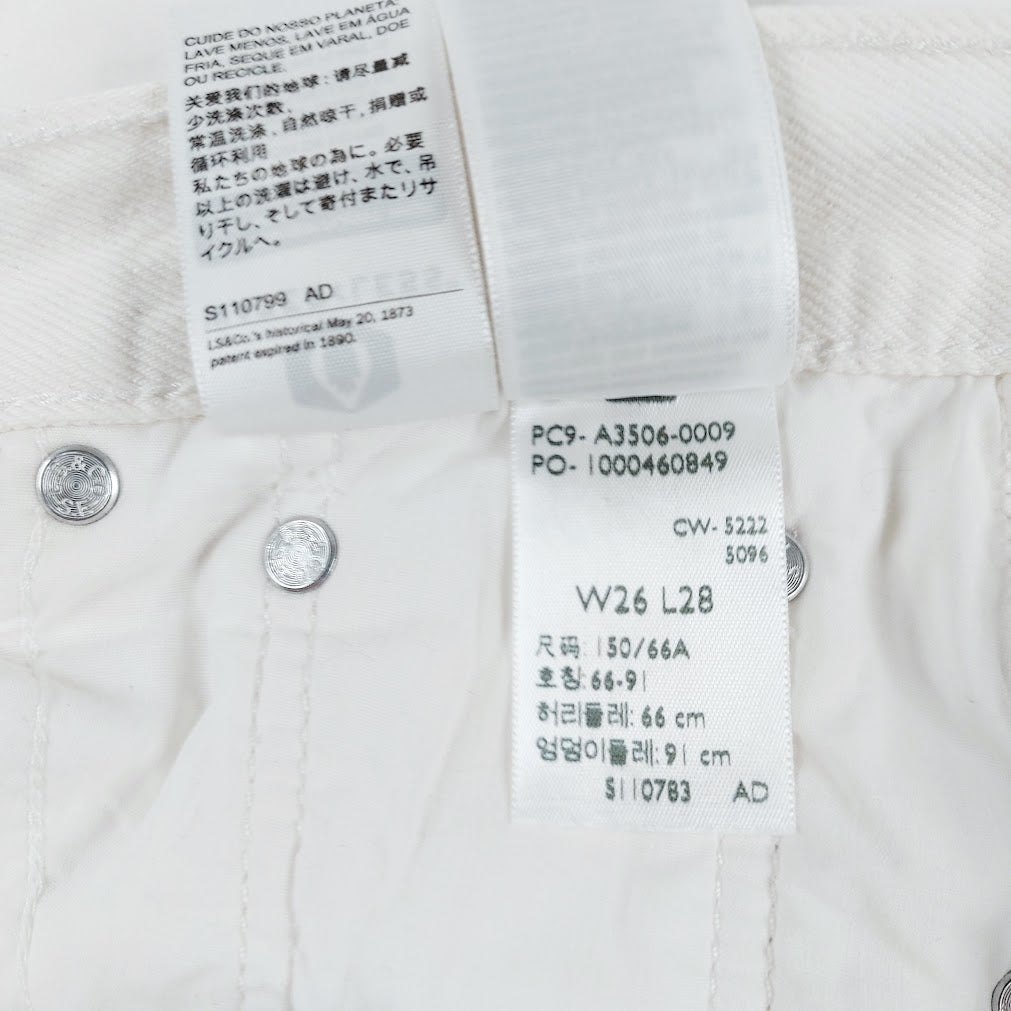 CUIDE DO NOSSO PLANETA:
LAVE MENOS, LAVE EM ÁGUA
FRIA, SEQUE EM VARAL, DOE
OU RECICLE.
关爱我们的地球:请尽量减
少洗涤次数,
常温洗涤、自然晾干,捐赠或
循环利用
私たちの地球の為に。必要
以上の洗濯は避け、水で、吊
り干し、そして寄付またリサ
イクルへ。
S110799 AD
LS&Co.'s historical May 20, 1873
patent expired in 1890.
PC9- A3506-0009
PO- 1000460849
CW- 5222
5096
W26 L28
尺码: 150/66A
호칭: 66-91
허리둘레: 66 cm
엉덩이둘레: 91 cm
S110783 AD